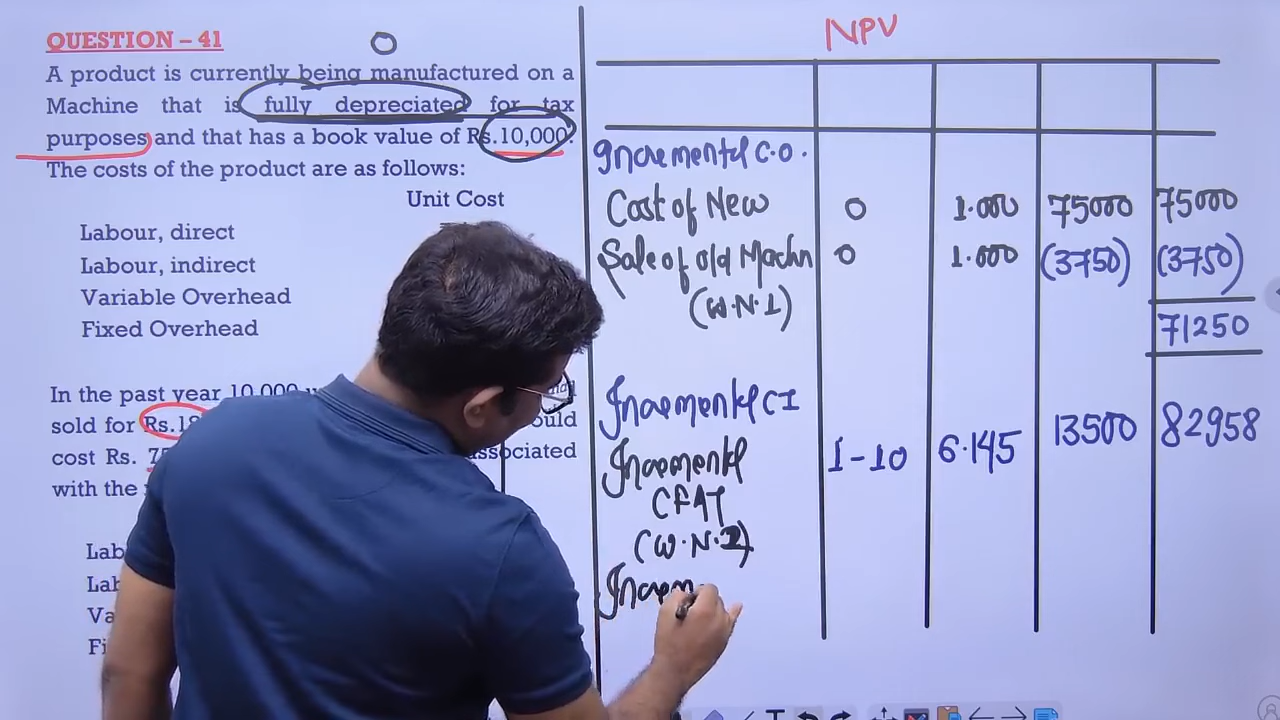 QUESTION – 41
A product is currently being manufactured on a
Machine that is fully depreciated for tax
purposes and that has a book value of Rs.10,000.
The costs of the product are as follows:
Unit Cost
Labour, direct
Labour, indirect
Variable Overhead
Fixed Overhead
In the past year 10,000
sold for Rs.18
cost Rs. associated
with the
NPV
Incremental C.O.
Cost of New 0 1.000 75000 75000
Sale of old Machn 0 1.000 (3750) (3750)
(W.N.1)
71250
Incremental CI
Incremental 1-10 6.145 13500 82958
CFAT
(W.N.2)
Increm
0